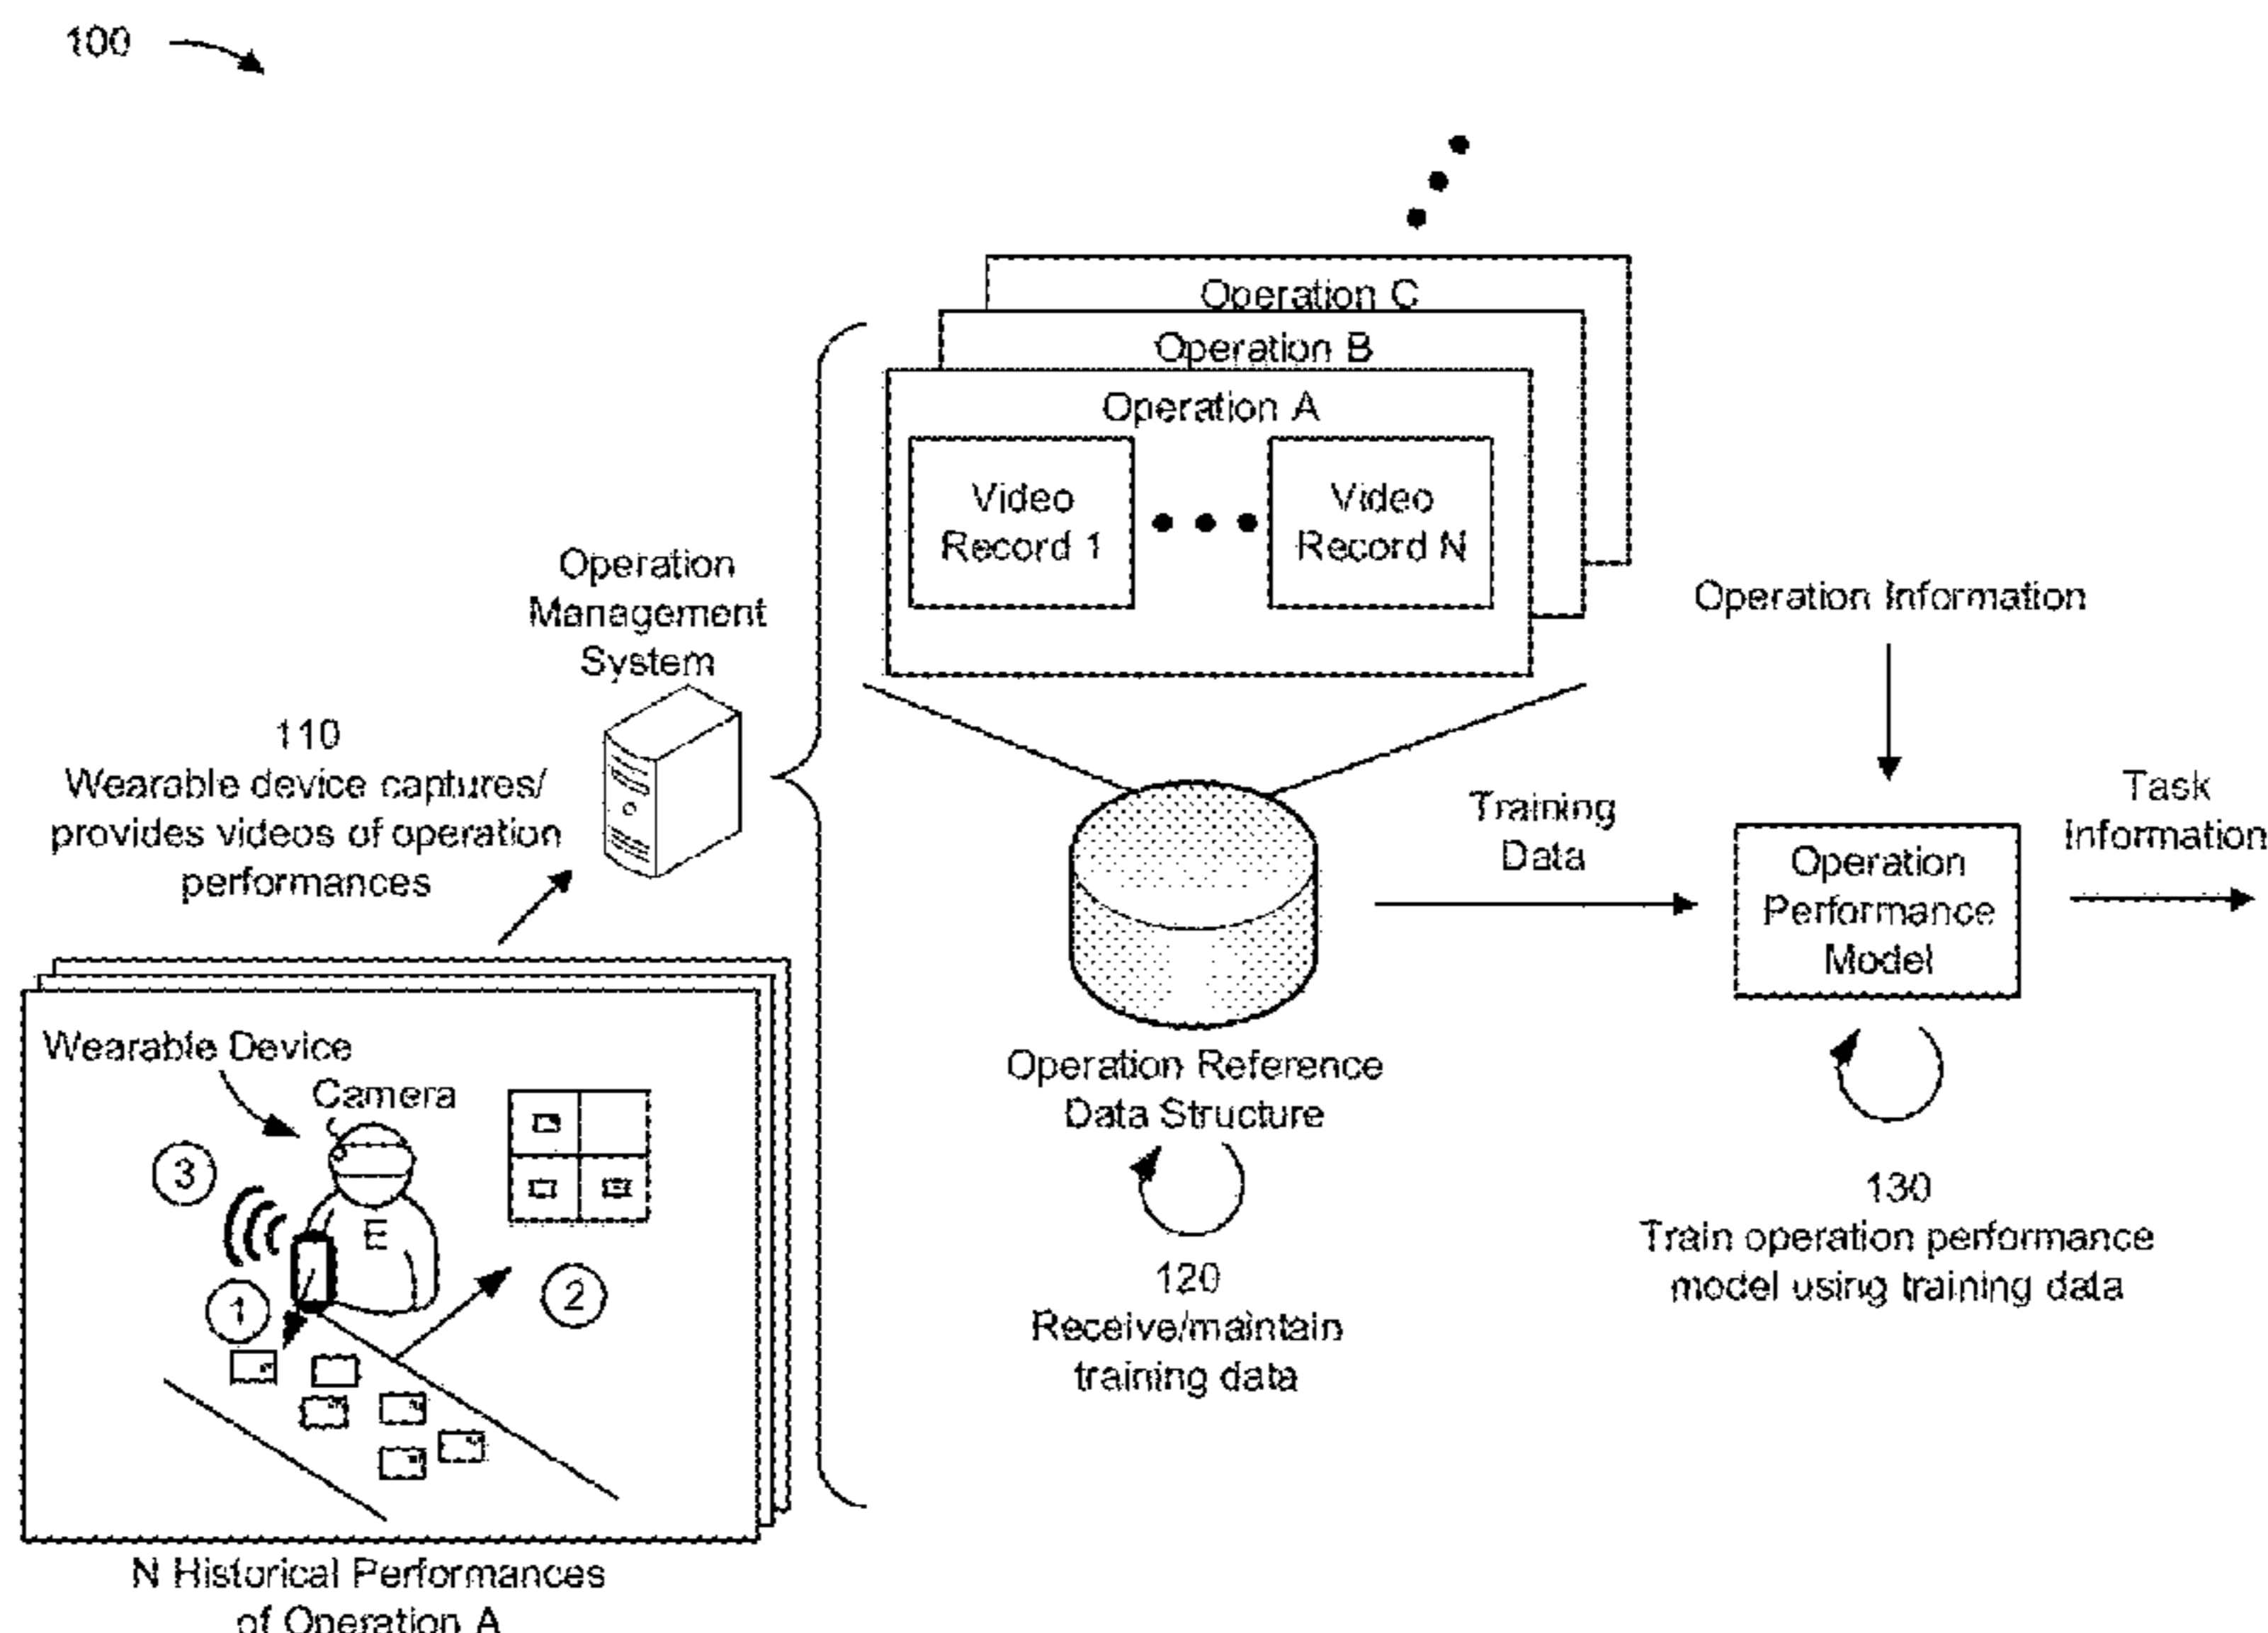 100
Operation C
Operation B
Operation A
Video
Record 1
Video
Record N
Operation
Management
System
Operation Information
110
Wearable device captures/
provides videos of operation
performances
Training
Data
Operation
Performance
Model
Task
Information
Wearable Device
Camera
3
E
1
2
Operation Reference
Data Structure
120
Receive/maintain
training data
130
Train operation performance
model using training data
N Historical Performances
of Operation A